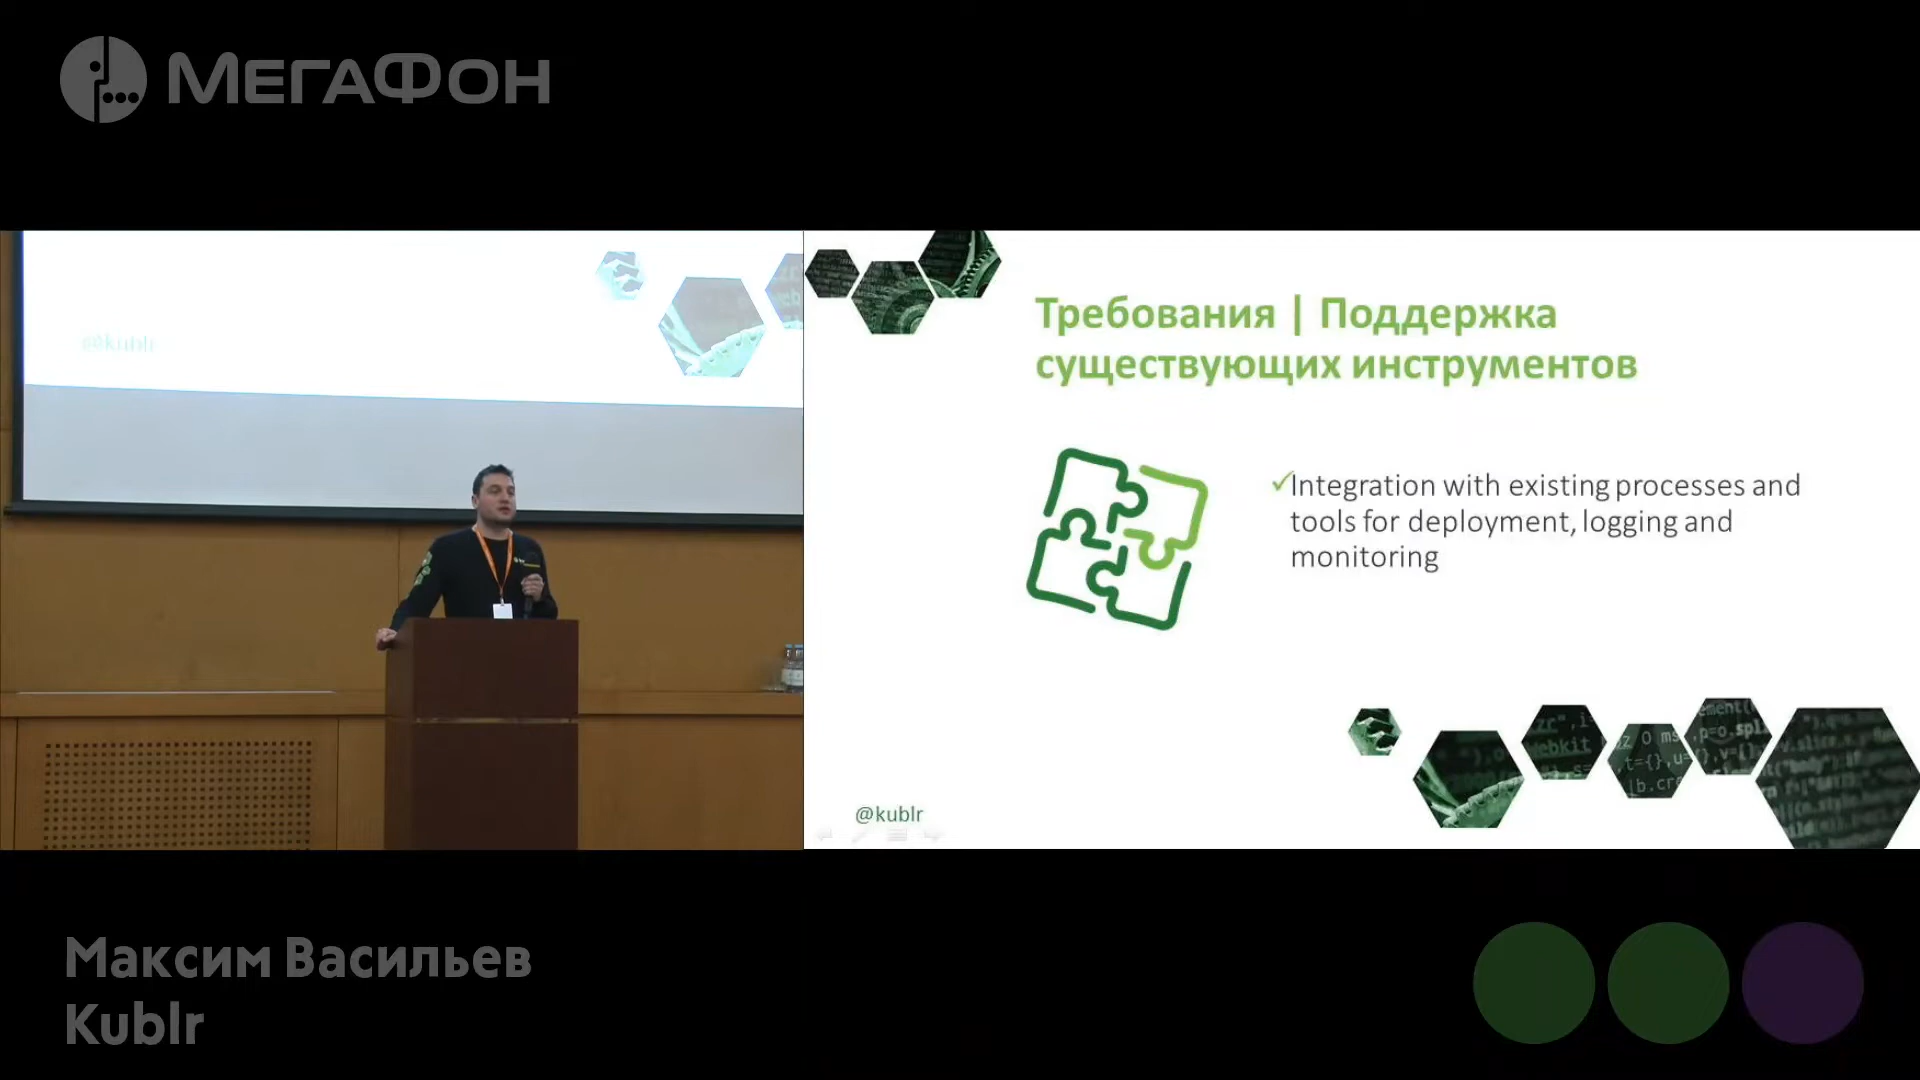 МегаФон
@kublr
Требования | Поддержка
существующих инструментов
✓Integration with existing processes and
tools for deployment, logging and
monitoring
@kublr
Максим Васильев
Kublr